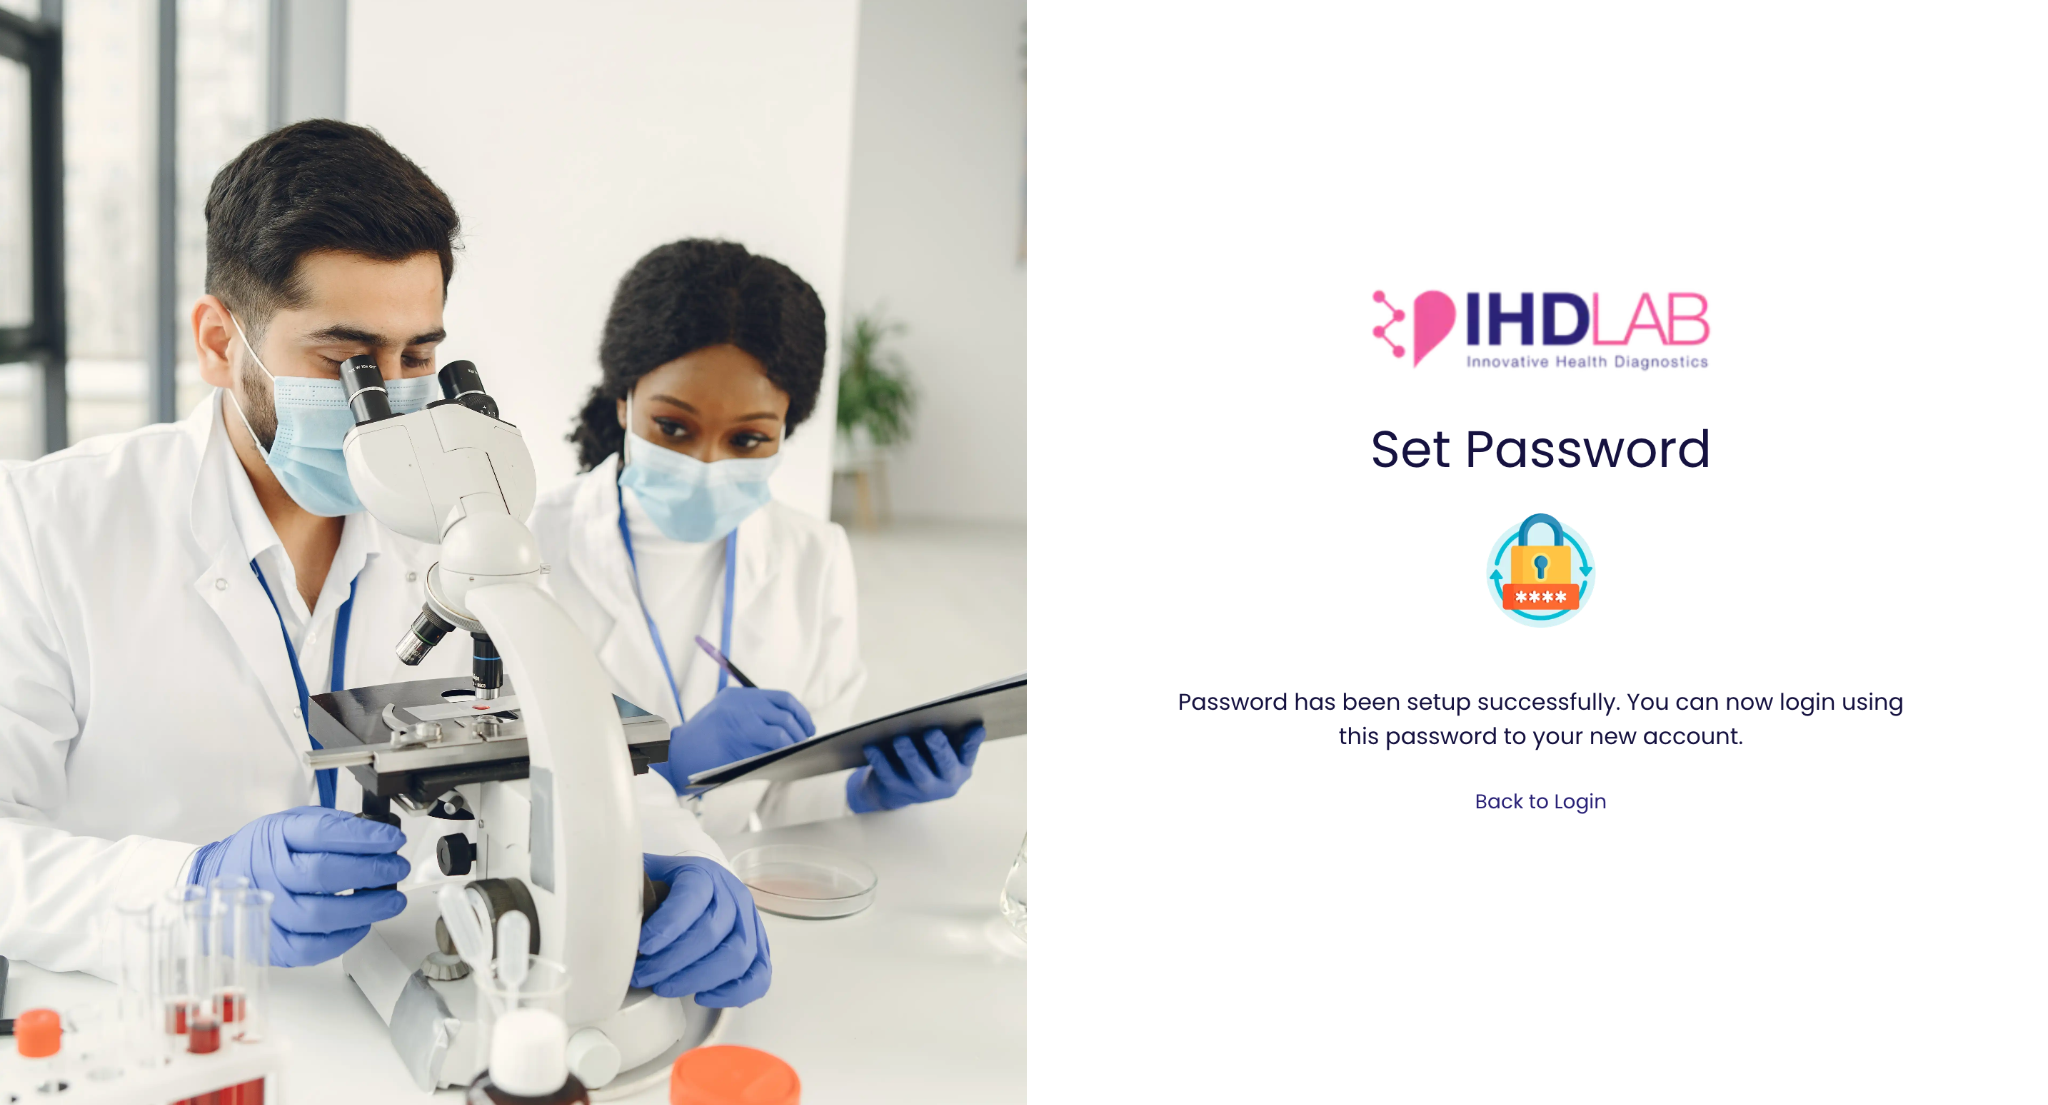 IHDLAB
Innovative Health Diagnostics
Set Password
****
Password has been setup successfully. You can now login using
this password to your new account.
Back to Login